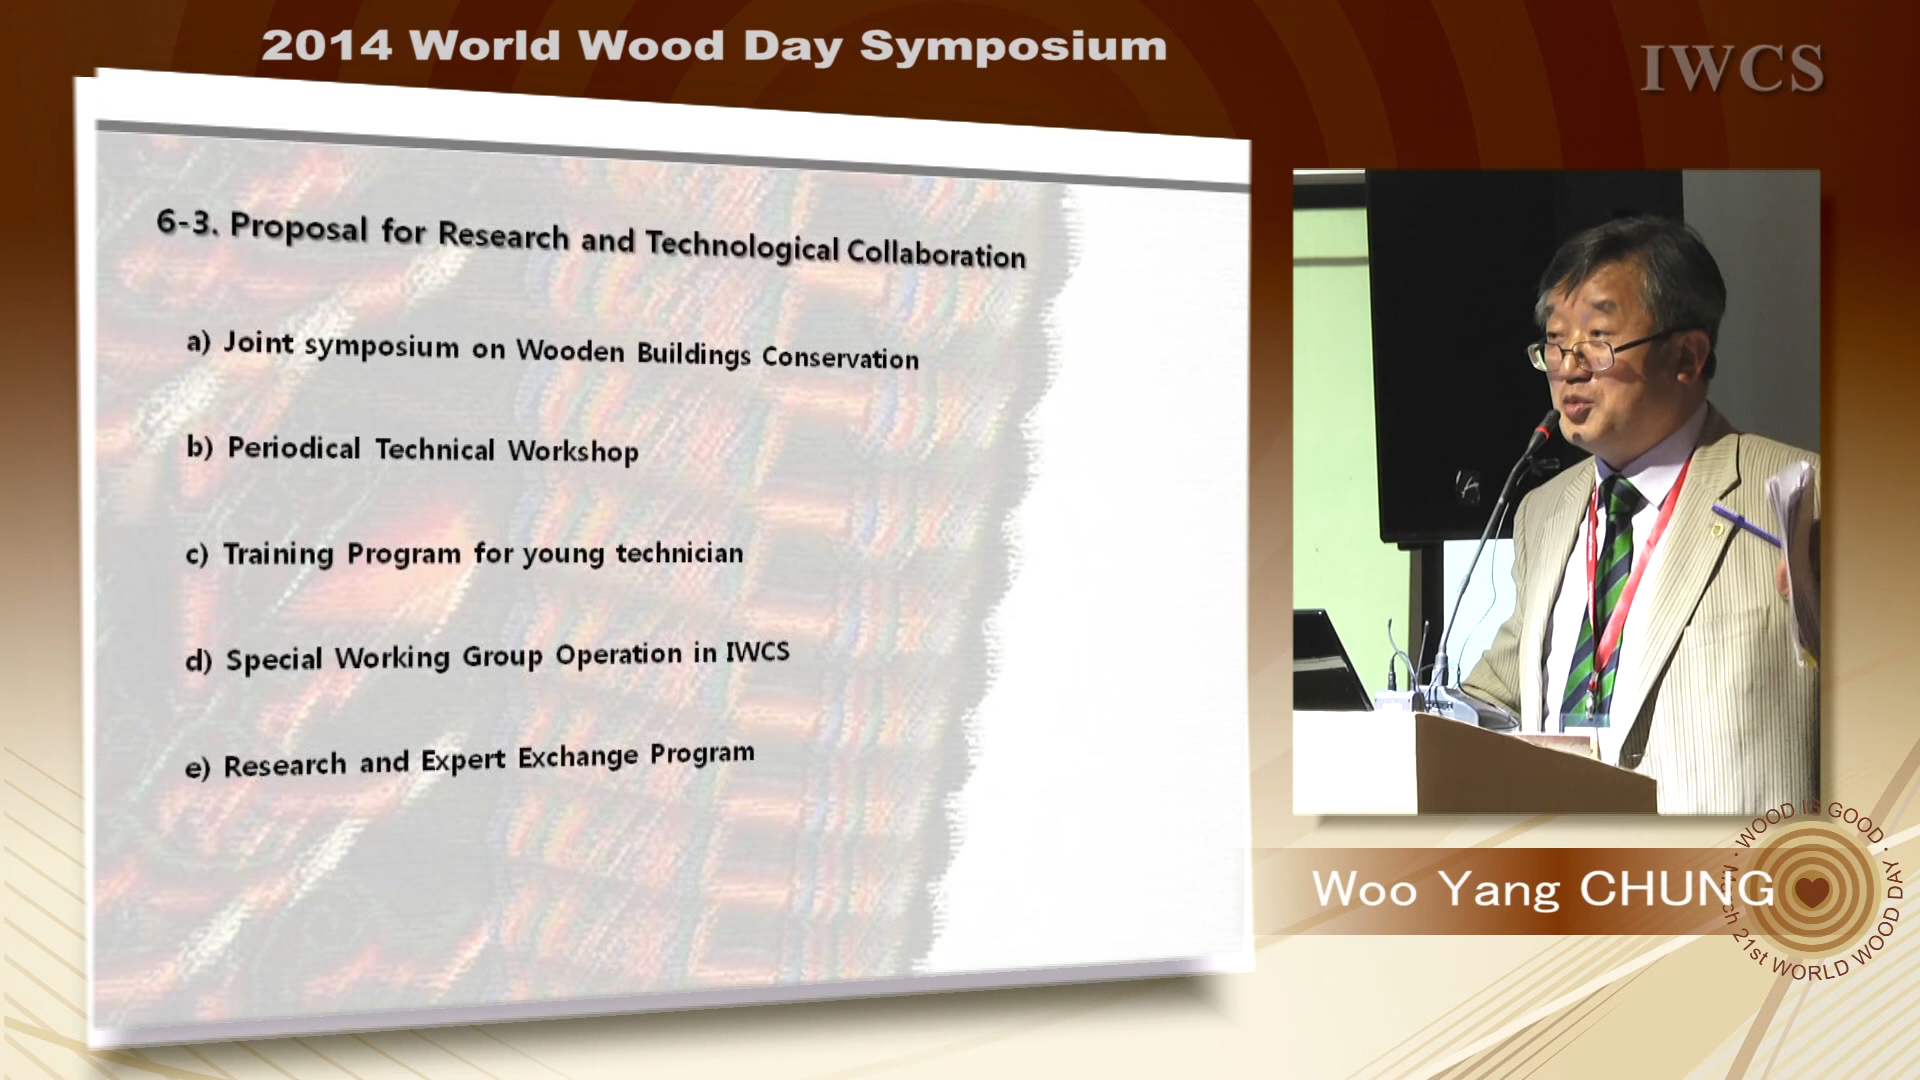 2014 World Wood Day Symposium
IWCS
6-3. Proposal for Research and Technological Collaboration
a) Joint symposium on Wooden Buildings Conservation
b) Periodical Technical Workshop
c) Training Program for young technician
d) Special Working Group Operation in IWCS
e) Research and Expert Exchange Program
Woo Yang CHUNG
· WOOD IS GOOD ·
March 21st WORLD WOOD DAY